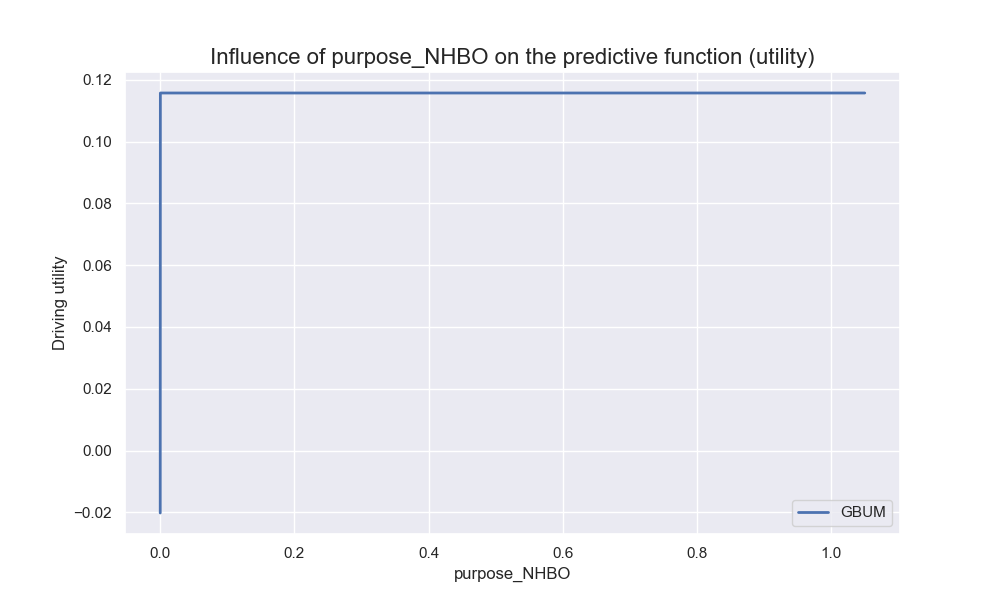 Influence of purpose_NHBO on the predictive function (utility)
0.12
0.10
0.08
0.06
0.04
0.02
0.00
−0.02
Driving utility
GBUM
0.0 0.2 0.4 0.6 0.8 1.0
purpose_NHBO